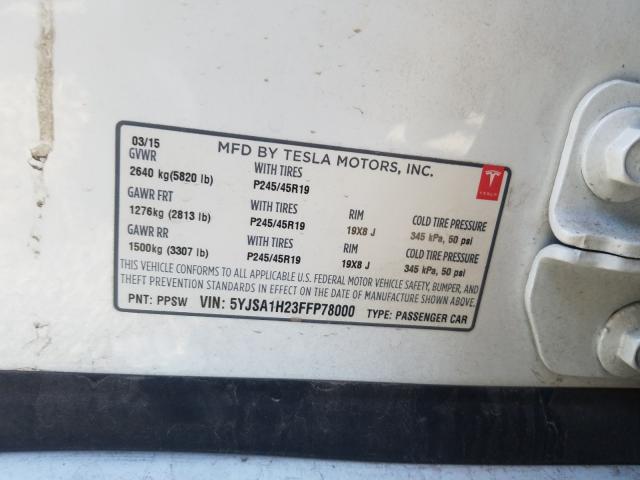 03/15
MFD BY TESLA MOTORS, INC.
GVWR
2640 kg(5820 lb)
WITH TIRES
P245/45R19
TESLA
GAWR FRT
1276kg (2813 lb)
WITH TIRES
P245/45R19
RIM
19X8 J
COLD TIRE PRESSURE
345 kPa, 50 psi
GAWR RR
1500kg (3307 lb)
WITH TIRES
P245/45R19
RIM
19X8 J
COLD TIRE PRESSURE
345 kPa, 50 psi
THIS VEHICLE CONFORMS TO ALL APPLICABLE U.S. FEDERAL MOTOR VEHICLE SAFETY, BUMPER, AND
THEFT PREVENTION STANDARDS IN EFFECT ON THE DATE OF MANUFACTURE SHOWN ABOVE.
PNT: PPSW VIN: 5YJSA1H23FFP78000 TYPE: PASSENGER CAR